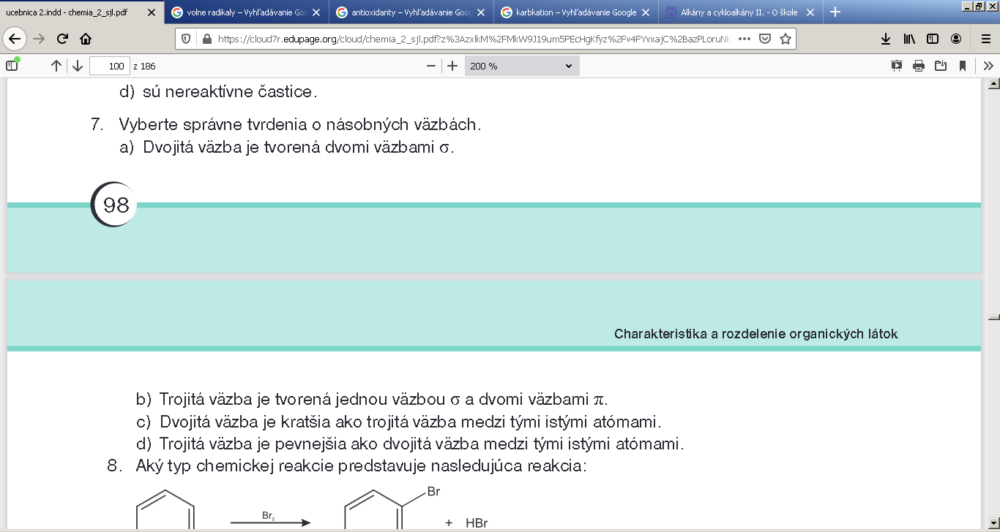 ucebnica 2.indd - chemia_2_sjl.pdf
volne radikaly – Vyhľadávanie Goo
antioxidanty – Vyhľadávanie Goog
karbkation – Vyhľadávanie Google
Alkány a cykloalkány II. - O škole
https://cloud7r.edupage.org/cloud/chemia_2_sjl.pdf?z%3AzxlkM%2FMkW9J19um5PEcHgKfyz%2Fv4PYvxajC%2BazPLoruNK
100 z 186
200 %
d) sú nereaktívne častice.
7. Vyberte správne tvrdenia o násobných väzbách.
a) Dvojitá väzba je tvorená dvomi väzbami σ.
98
Charakteristika a rozdelenie organických látok
b) Trojitá väzba je tvorená jednou väzbou σ a dvomi väzbami π.
c) Dvojitá väzba je kratšia ako trojitá väzba medzi tými istými atómami.
d) Trojitá väzba je pevnejšia ako dvojitá väzba medzi tými istými atómami.
8. Aký typ chemickej reakcie predstavuje nasledujúca reakcia:
Br
Br₂
+ HBr